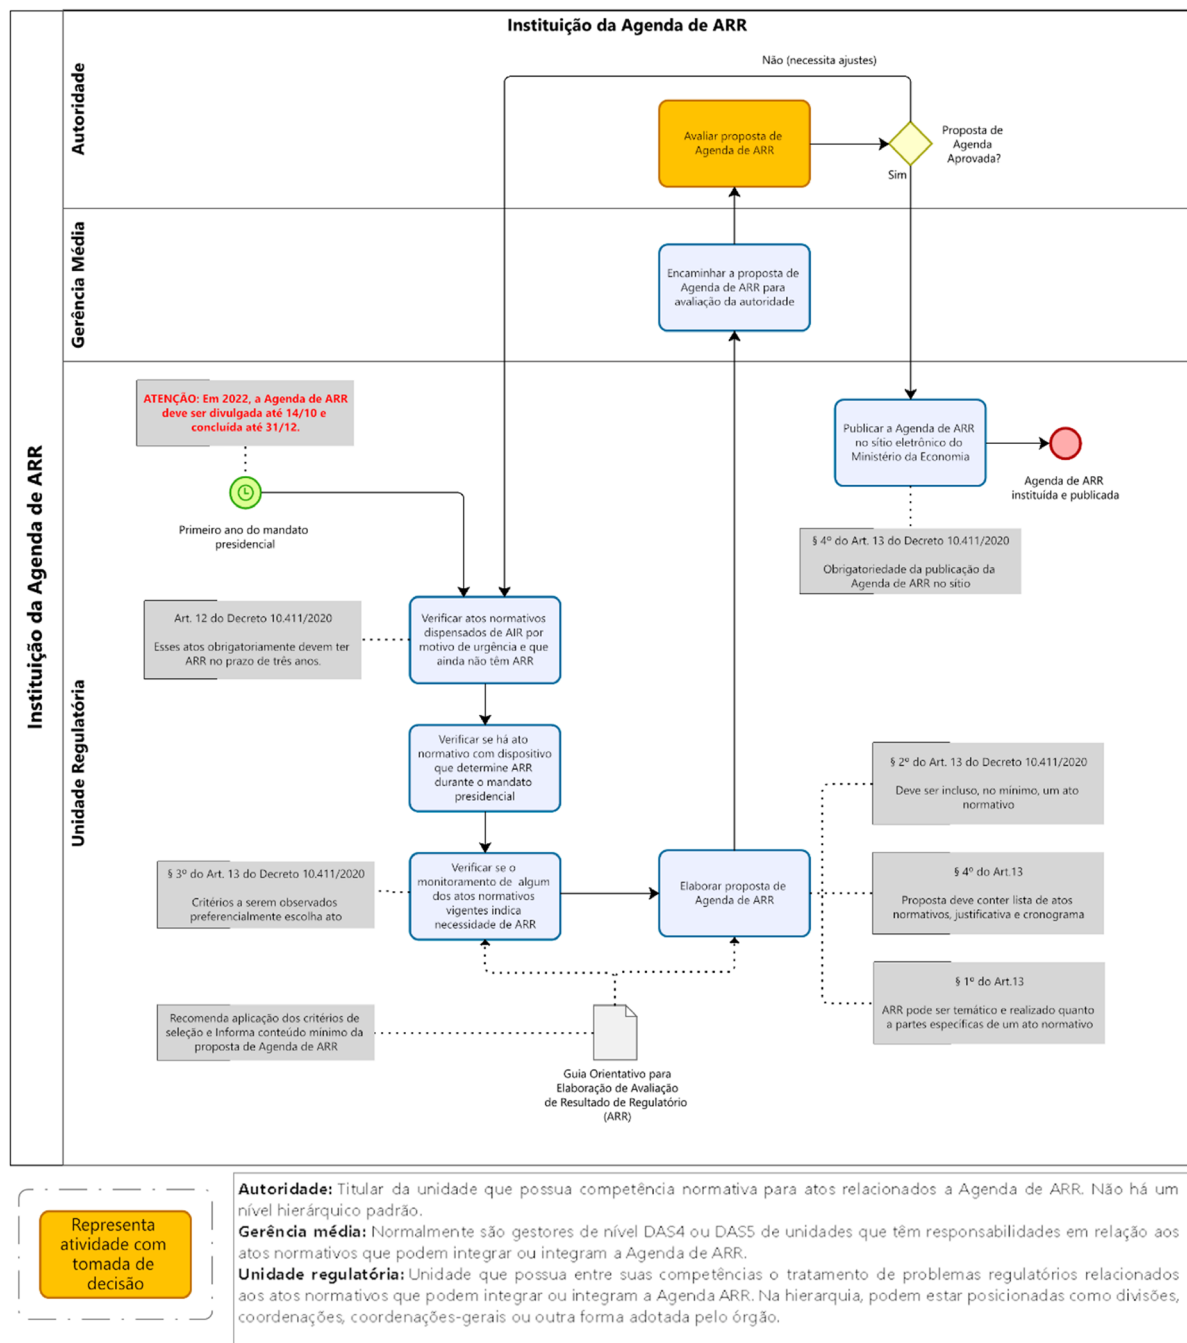 Instituição da Agenda de ARR
Instituição da Agenda de ARR
Autoridade
Não (necessita ajustes)
Avaliar proposta de
Agenda de ARR
Proposta de
Agenda
Aprovada?
Sim
Gerência Média
Encaminhar a proposta de
Agenda de ARR para
avaliação da autoridade
Unidade Regulatória
ATENÇÃO: Em 2022, a Agenda de ARR
deve ser divulgada até 14/10 e
concluída até 31/12.
Primeiro ano do mandato
presidencial
Publicar a Agenda de ARR
no sítio eletrônico do
Ministério da Economia
Agenda de ARR
instituída e publicada
§ 4º do Art. 13 do Decreto 10.411/2020
Obrigatoriedade da publicação da
Agenda de ARR no sítio
Art. 12 do Decreto 10.411/2020
Esses atos obrigatoriamente devem ter
ARR no prazo de três anos.
Verificar atos normativos
dispensados de AIR por
motivo de urgência e que
ainda não têm ARR
Verificar se há ato
normativo com dispositivo
que determine ARR
durante o mandato
presidencial
§ 3º do Art. 13 do Decreto 10.411/2020
Critérios a serem observados
preferencialmente escolha ato
Verificar se o
monitoramento de algum
dos atos normativos
vigentes indica
necessidade de ARR
Elaborar proposta de
Agenda de ARR
§ 2º do Art. 13 do Decreto 10.411/2020
Deve ser incluso, no mínimo, um ato
normativo
§ 4º do Art.13
Proposta deve conter lista de atos
normativos, justificativa e cronograma
§ 1º do Art.13
ARR pode ser temático e realizado quanto
a partes específicas de um ato normativo
Recomenda aplicação dos critérios de
seleção e Informa conteúdo mínimo da
proposta de Agenda de ARR
Guia Orientativo para
Elaboração de Avaliação
de Resultado de Regulatório
(ARR)
Representa
atividade com
tomada de
decisão
Autoridade: Titular da unidade que possua competência normativa para atos relacionados a Agenda de ARR. Não há um
nível hierárquico padrão.
Gerência média: Normalmente são gestores de nível DAS4 ou DAS5 de unidades que têm responsabilidades em relação aos
atos normativos que podem integrar ou integram a Agenda de ARR.
Unidade regulatória: Unidade que possua entre suas competências o tratamento de problemas regulatórios relacionados
aos atos normativos que podem integrar ou integram a Agenda ARR. Na hierarquia, podem estar posicionadas como divisões,
coordenações, coordenações-gerais ou outra forma adotada pelo órgão.